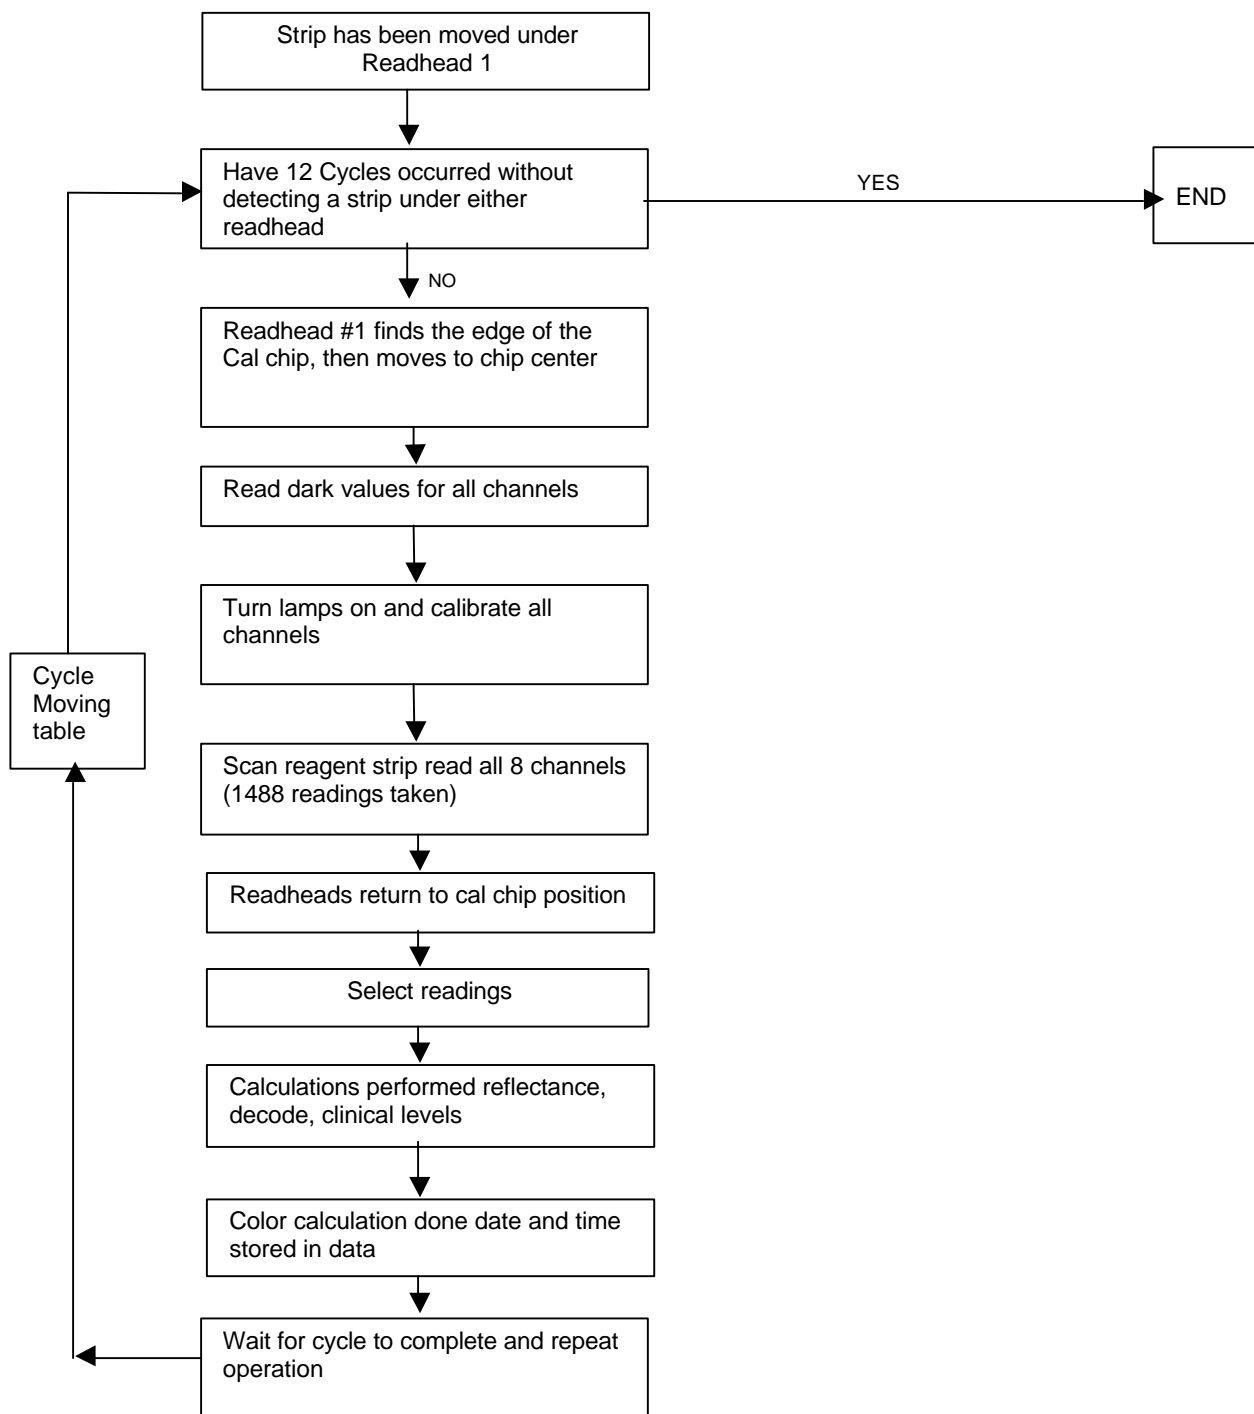 Strip has been moved under
Readhead 1
Have 12 Cycles occurred without
detecting a strip under either
readhead
YES
END
NO
Readhead #1 finds the edge of the
Cal chip, then moves to chip center
Read dark values for all channels
Turn lamps on and calibrate all
channels
Cycle
Moving
table
Scan reagent strip read all 8 channels
(1488 readings taken)
Readheads return to cal chip position
Select readings
Calculations performed reflectance,
decode, clinical levels
Color calculation done date and time
stored in data
Wait for cycle to complete and repeat
operation